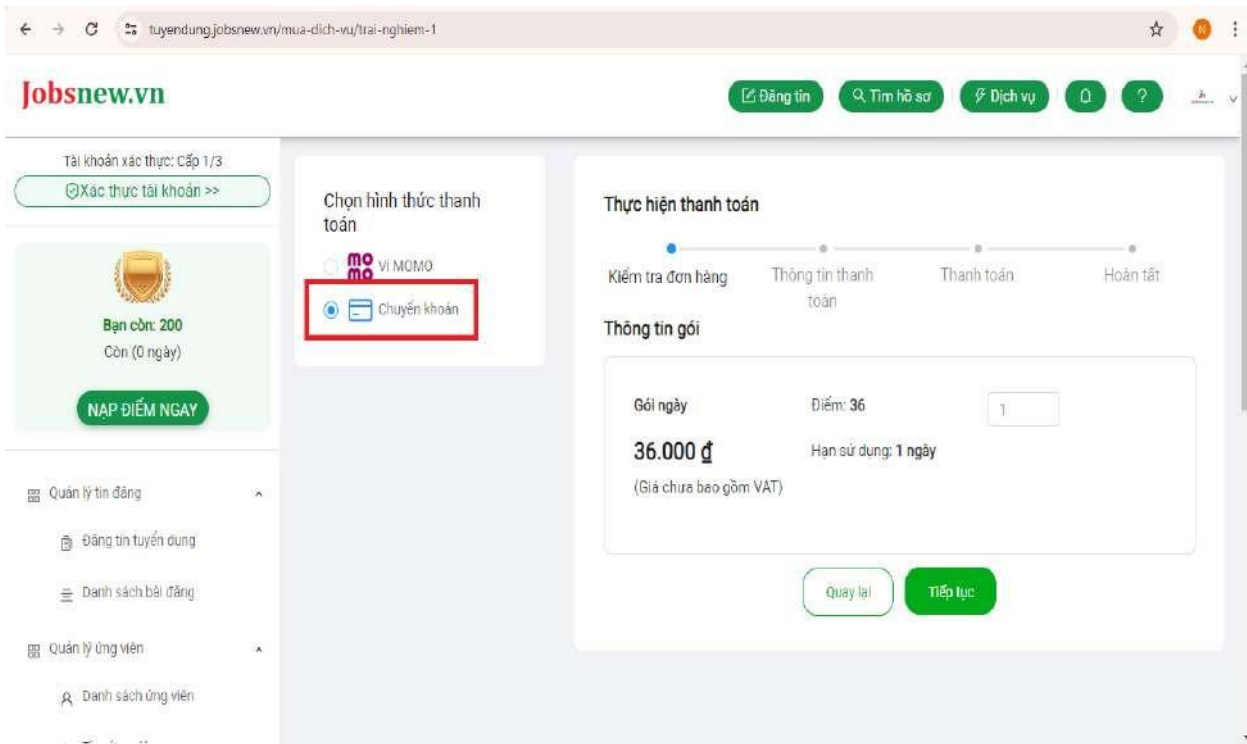 tuyendung.jobsnew.vn/mua-dich-vu/trai-nghiem-1
N
Jobsnew.vn
Đăng tin
Tìm hồ sơ
Dịch vụ
?
Tài khoản xác thực: Cấp 1/3
Xác thực tài khoản >>
Bạn còn: 200
Còn (0 ngày)
NẠP ĐIỂM NGAY
Quản lý tin đăng
Đăng tin tuyển dụng
Danh sách bài đăng
Quản lý ứng viên
Danh sách ứng viên
Chọn hình thức thanh
toán
mo
mo
Ví MOMO
Chuyển khoản
Thực hiện thanh toán
Kiểm tra đơn hàng
Thông tin thanh
toán
Thanh toán
Hoàn tất
Thông tin gói
Gói ngày
Điểm: 36
1
36.000 ₫
Hạn sử dụng: 1 ngày
(Giá chưa bao gồm VAT)
Quay lại
Tiếp tục